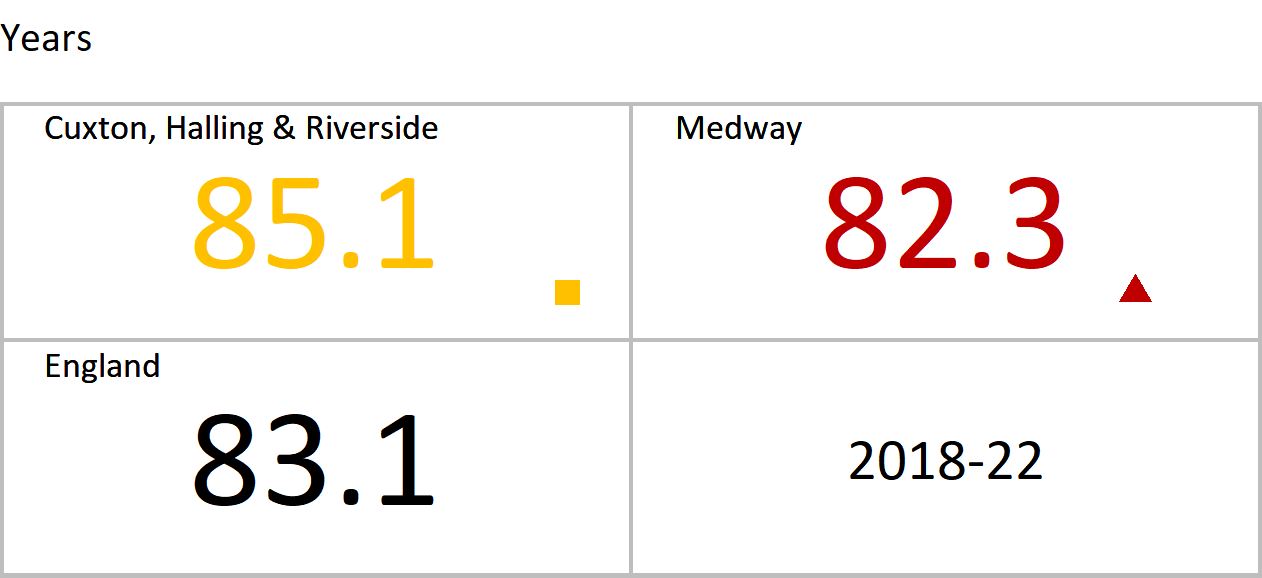 Years
Cuxton, Halling & Riverside
85.1
Medway
82.3
England
83.1
2018-22